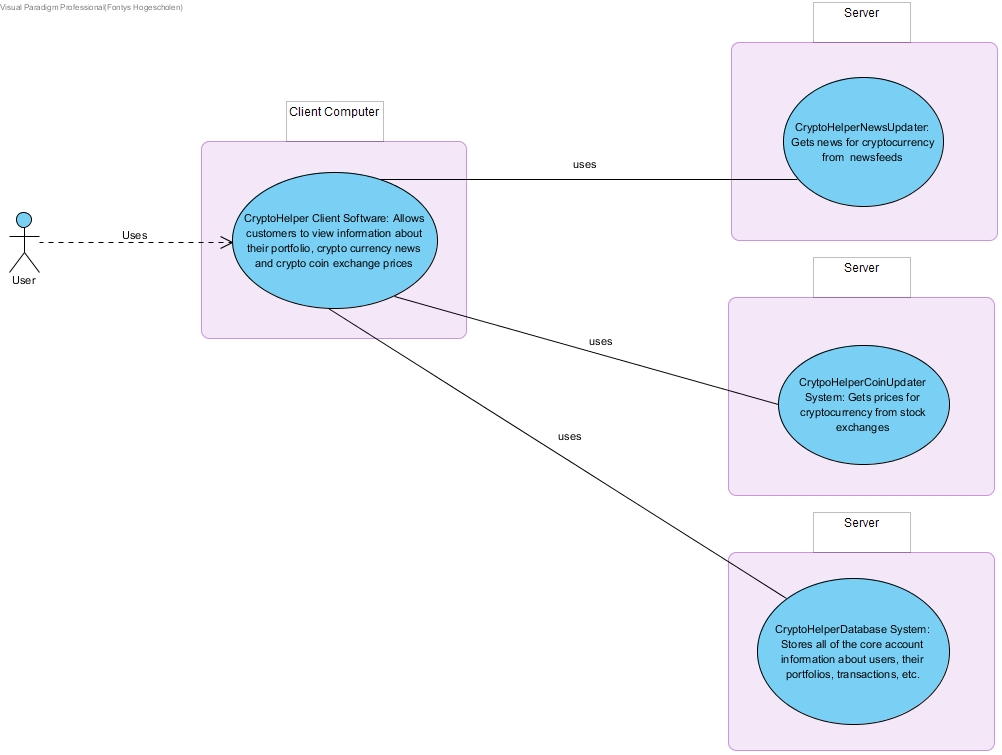 Visual Paradigm Professional(Fontys Hogescholen)
Server
CryptoHelperNewsUpdater:
Gets news for cryptocurrency
from newsfeeds
Client Computer
uses
CryptoHelper Client Software: Allows
customers to view information about
their portfolio, crypto currency news
and crypto coin exchange prices
Uses
User
Server
uses
CrytpoHelperCoinUpdater
System: Gets prices for
cryptocurrency from stock
exchanges
uses
Server
CryptoHelperDatabase System:
Stores all of the core account
information about users, their
portfolios, transactions, etc.